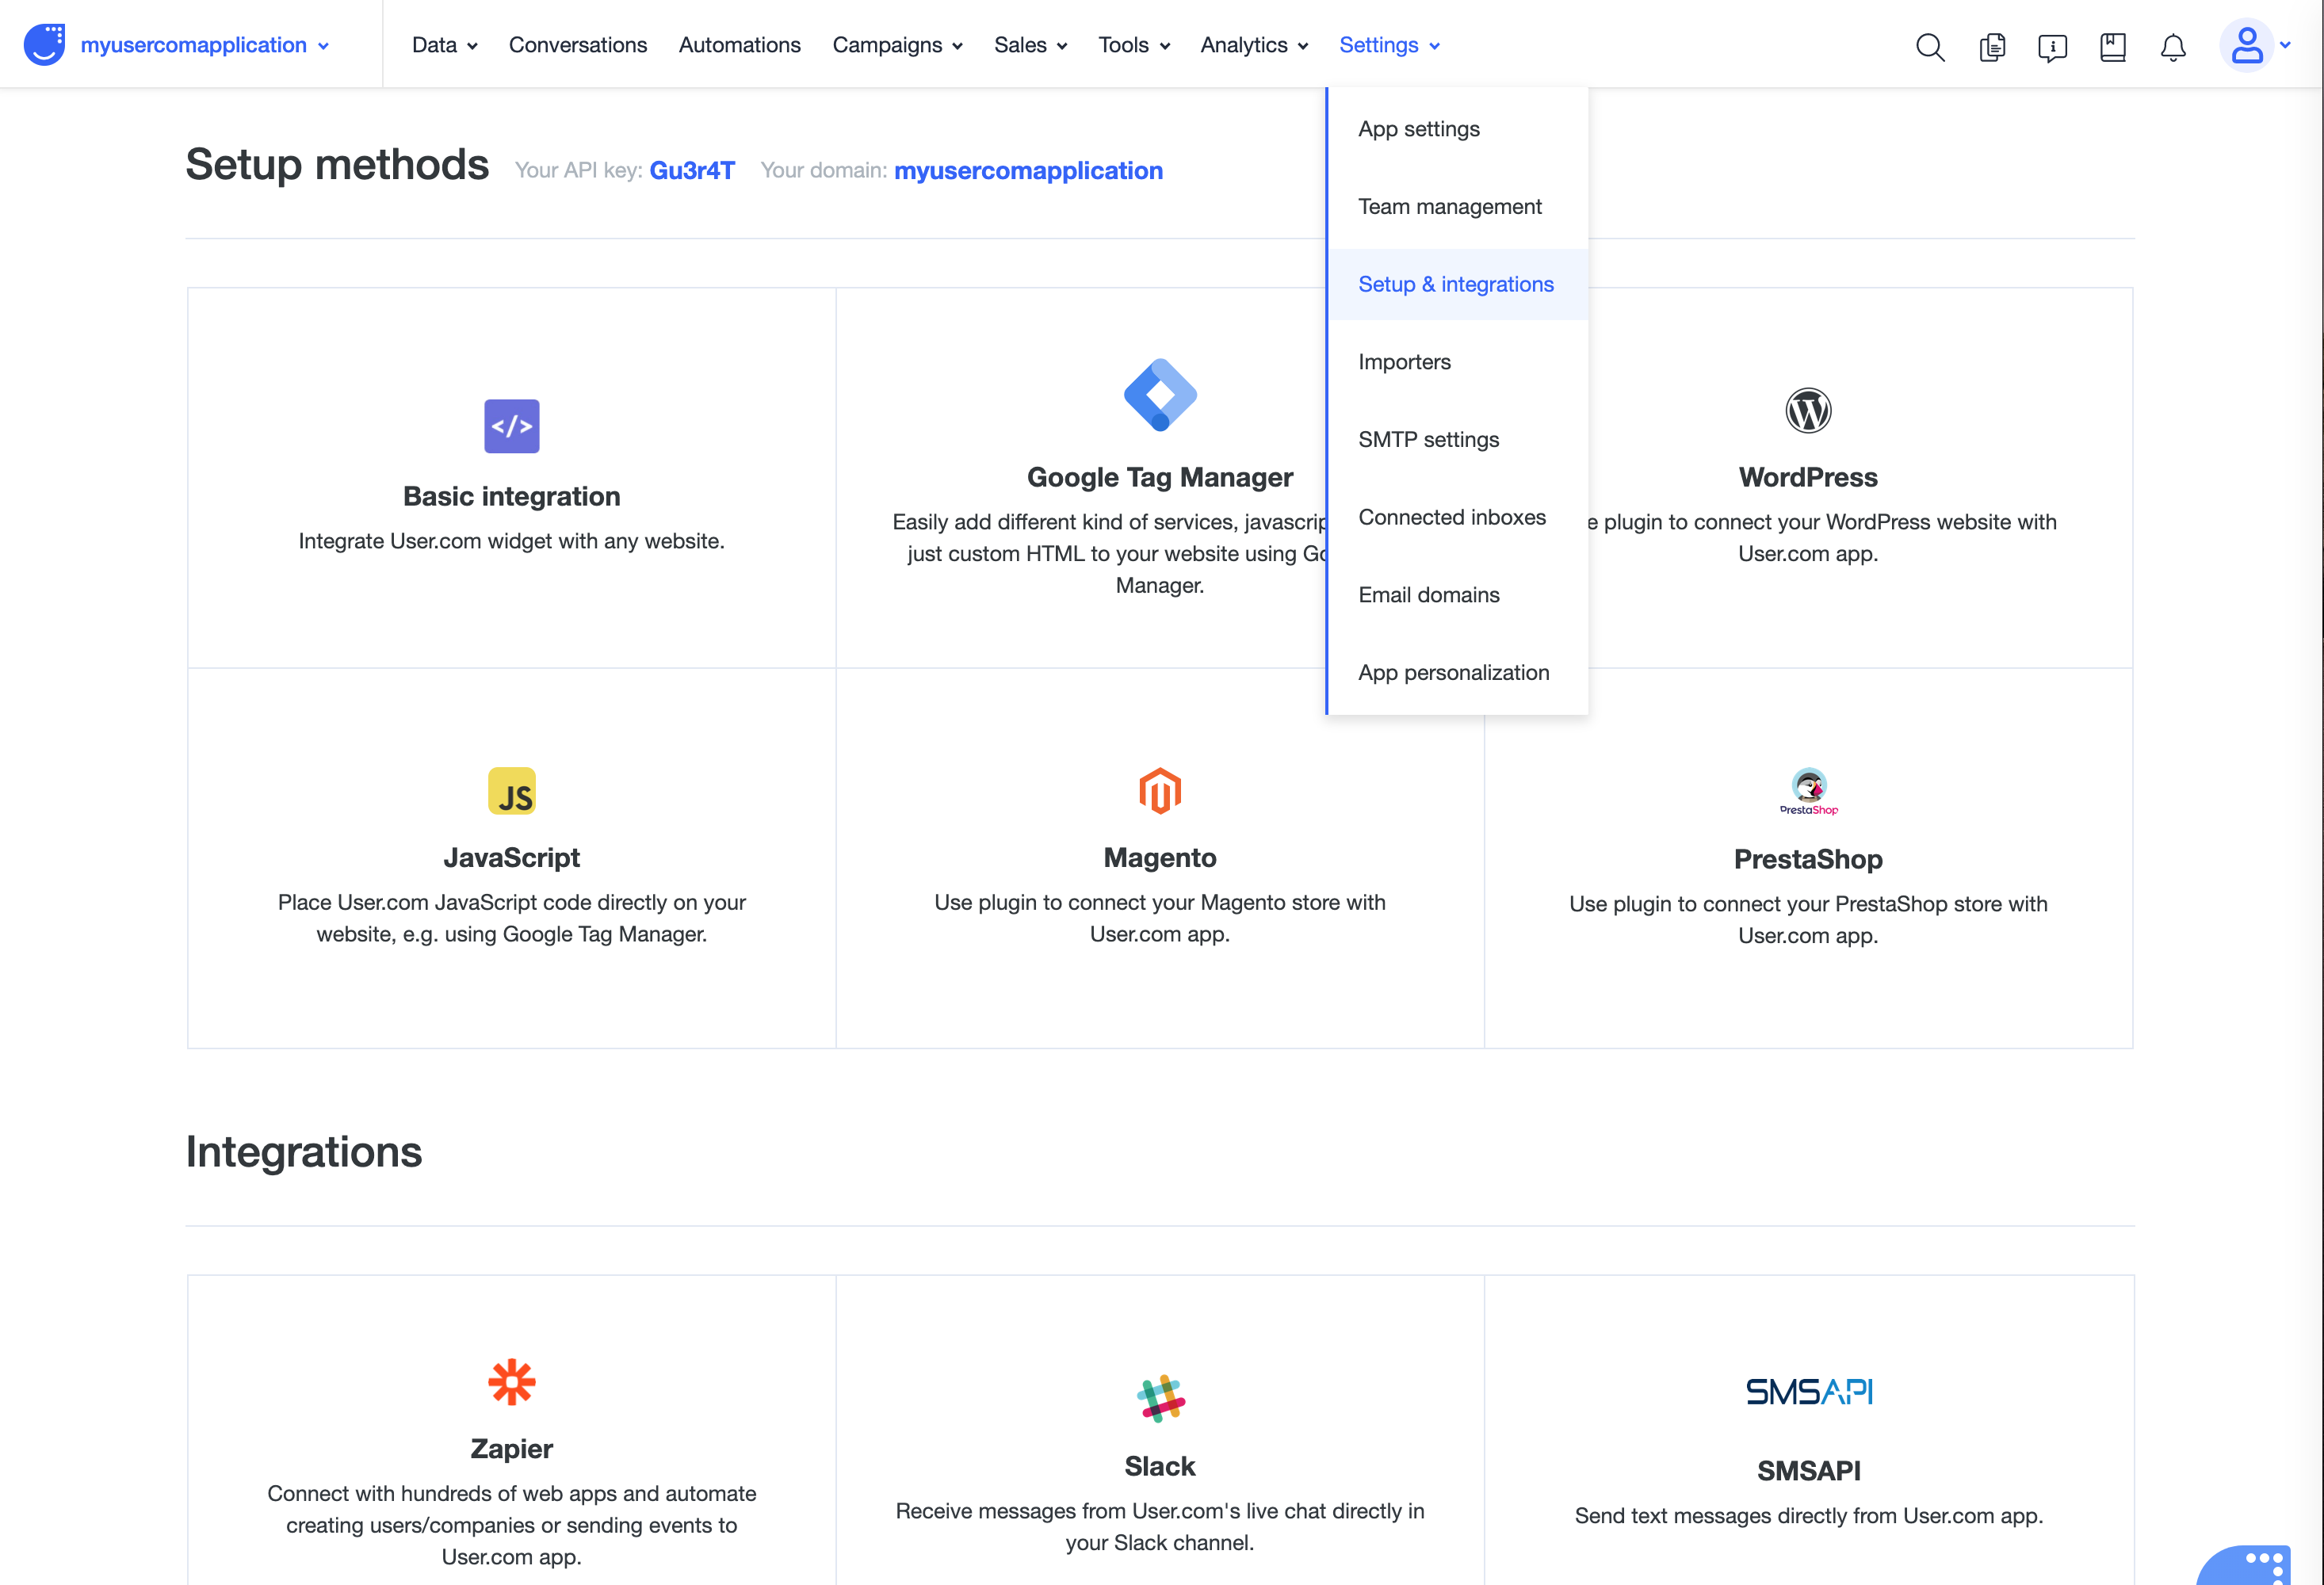 myusercomapplication
Data
Conversations
Automations
Campaigns
Sales
Tools
Analytics
Settings
App settings
Team management
Setup & integrations
Importers
SMTP settings
Connected inboxes
Email domains
App personalization
Setup methods
Your API key: Gu3r4T
Your domain: myusercomapplication
</>
Basic integration
Integrate User.com widget with any website.
Google Tag Manager
Easily add different kind of services, javascrip
just custom HTML to your website using Go
Manager.
WordPress
plugin to connect your WordPress website with
User.com app.
JS
JavaScript
Place User.com JavaScript code directly on your
website, e.g. using Google Tag Manager.
Magento
Use plugin to connect your Magento store with
User.com app.
PrestaShop
PrestaShop
Use plugin to connect your PrestaShop store with
User.com app.
Integrations
Zapier
Connect with hundreds of web apps and automate
creating users/companies or sending events to
User.com app.
Slack
Receive messages from User.com's live chat directly in
your Slack channel.
SMSAPI
SMSAPI
Send text messages directly from User.com app.